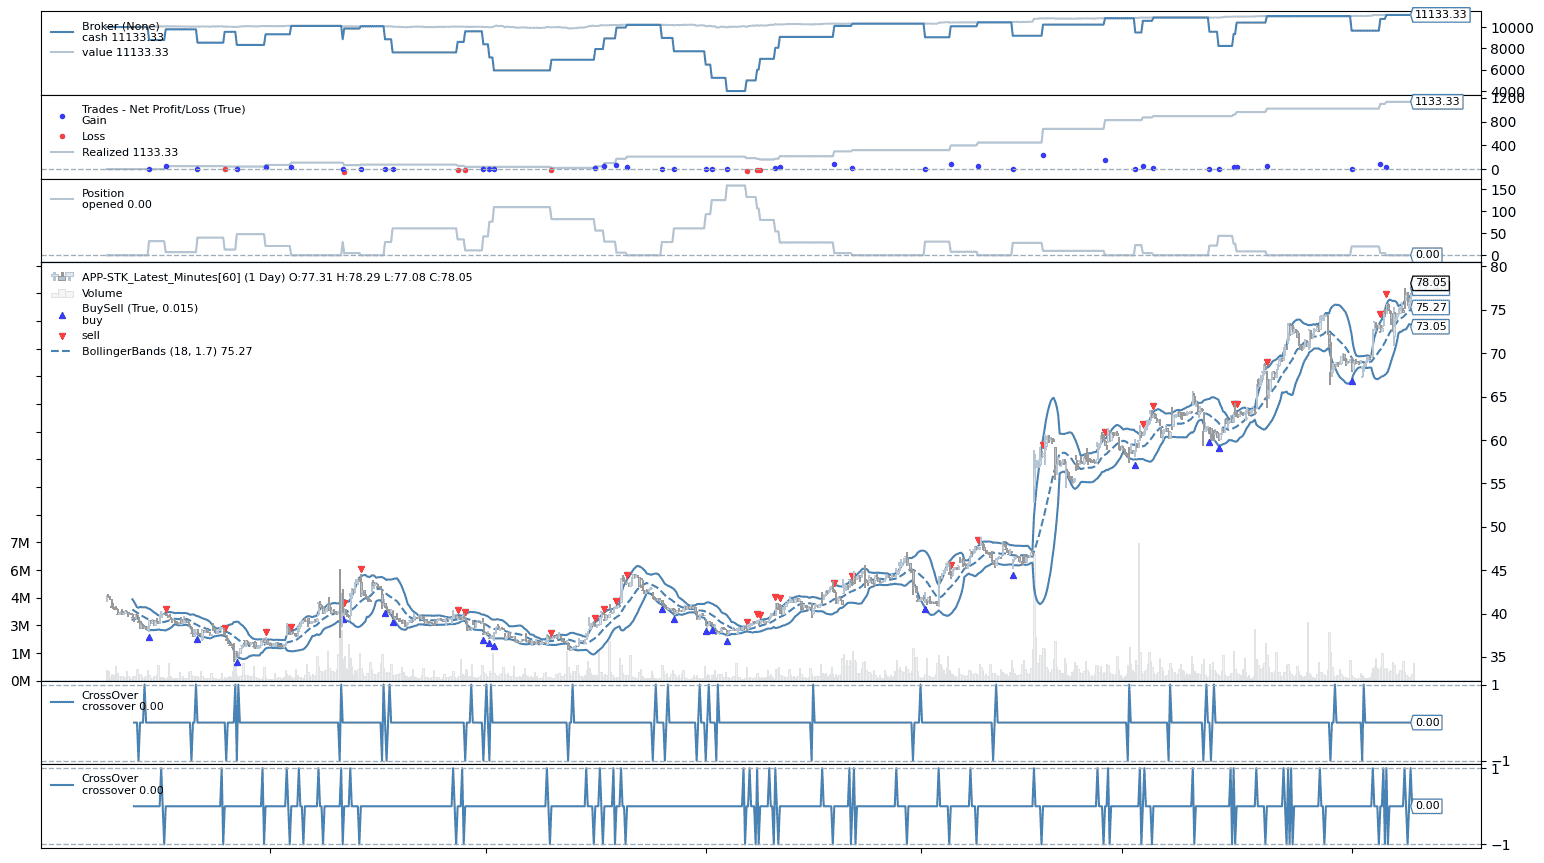 Broker (None)
cash 11133.33
value 11133.33
11133.33
10000
8000
6000
4000
Trades - Net Profit/Loss (True)
Gain
Loss
Realized 1133.33
1200
1133.33
800
400
0
Position
opened 0.00
150
100
50
0
0.00
APP-STK_Latest_Minutes[60] (1 Day) O:77.31 H:78.29 L:77.08 C:78.05
Volume
BuySell (True, 0.015)
buy
sell
BollingerBands (18, 1.7) 75.27
80
78.05
75.27
73.05
75
70
65
60
55
50
45
40
35
7M
6M
4M
3M
1M
0M
CrossOver
crossover 0.00
1
0.00
−1
CrossOver
crossover 0.00
1
0.00
−1